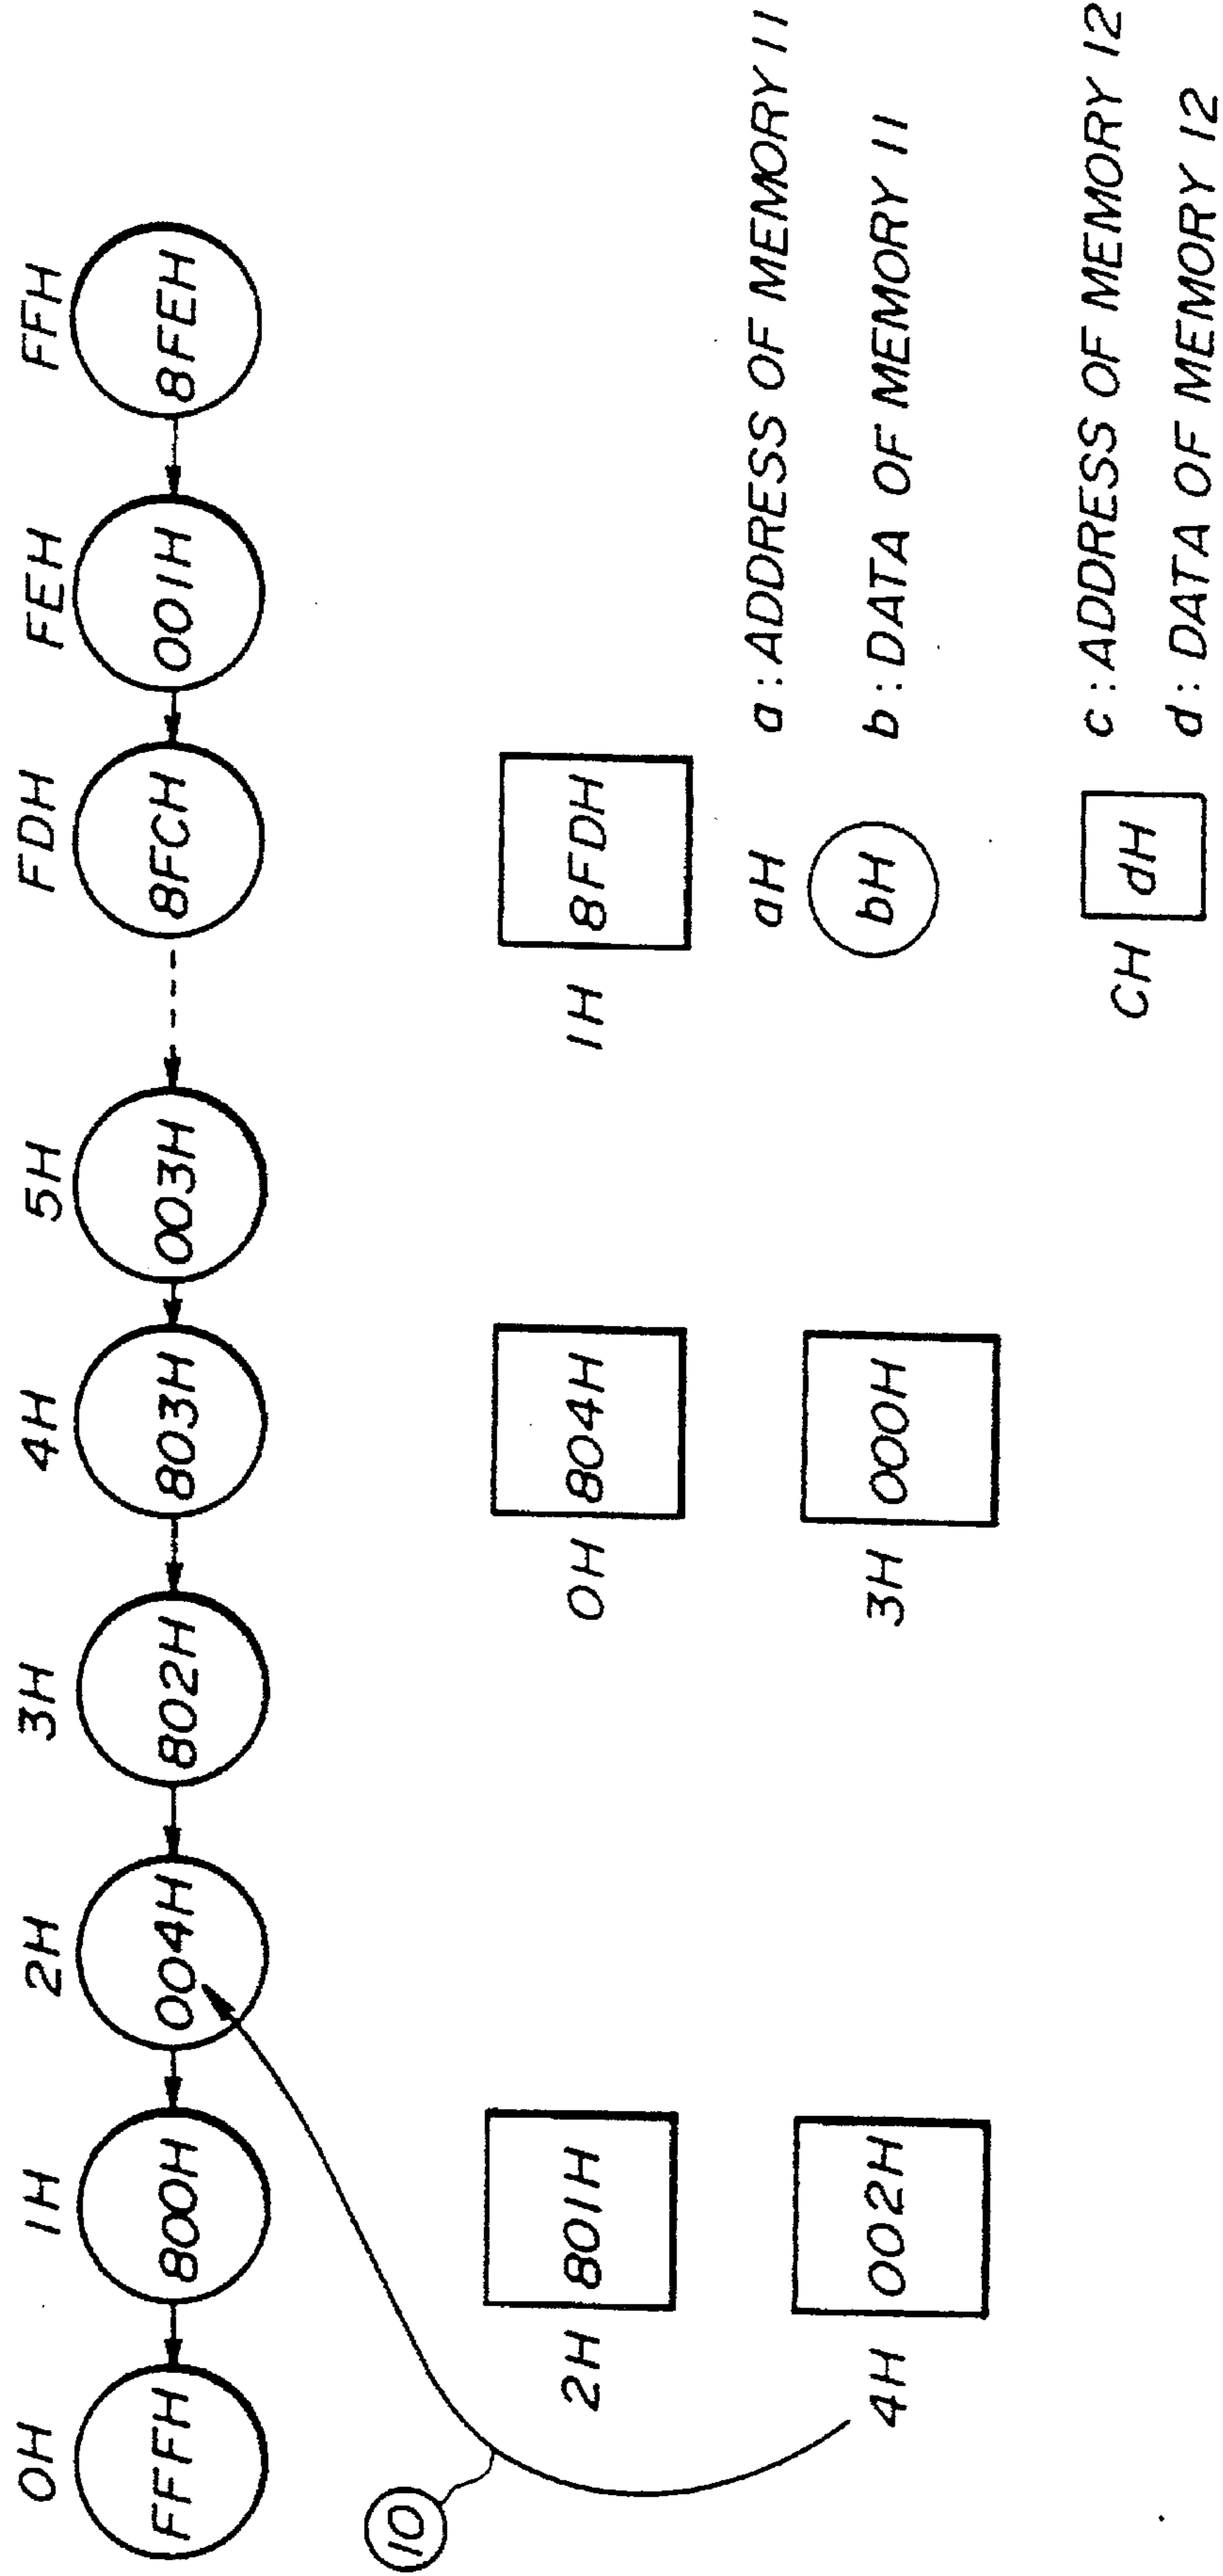 0H 1H 2H 3H 4H 5H FDH FEH FFH
FFFH 800H 004H 802H 803H 003H 8FCH 001H 8FEH
10
2H 801H 0H 804H 1H 8FDH
4H 002H 3H 000H
aH a : ADDRESS OF MEMORY 11
bH b : DATA OF MEMORY 11
CH dH c : ADDRESS OF MEMORY 12
d : DATA OF MEMORY 12